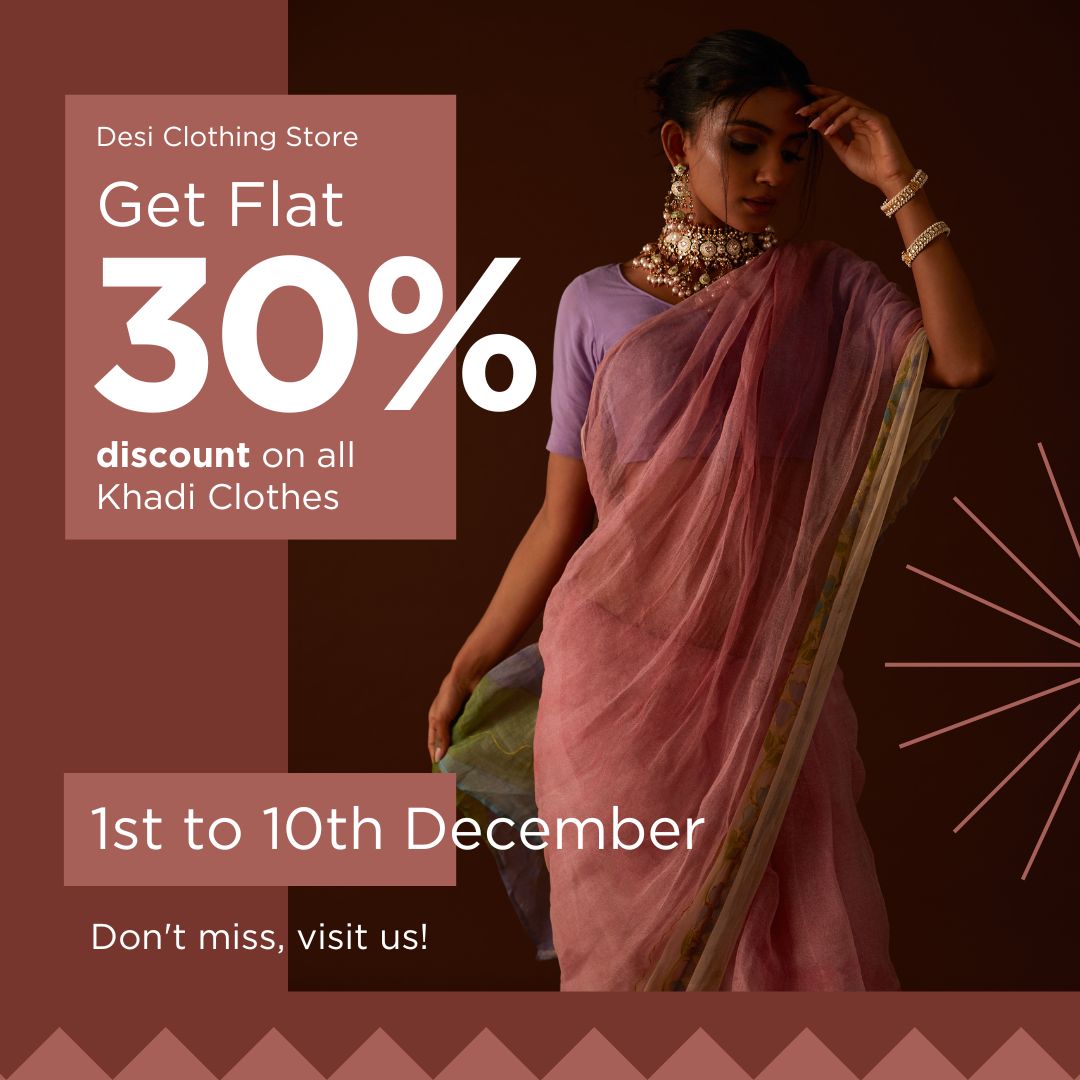 Desi Clothing Store
Get Flat
30%
discount on all
Khadi Clothes
1st to 10th December
Don't miss, visit us!